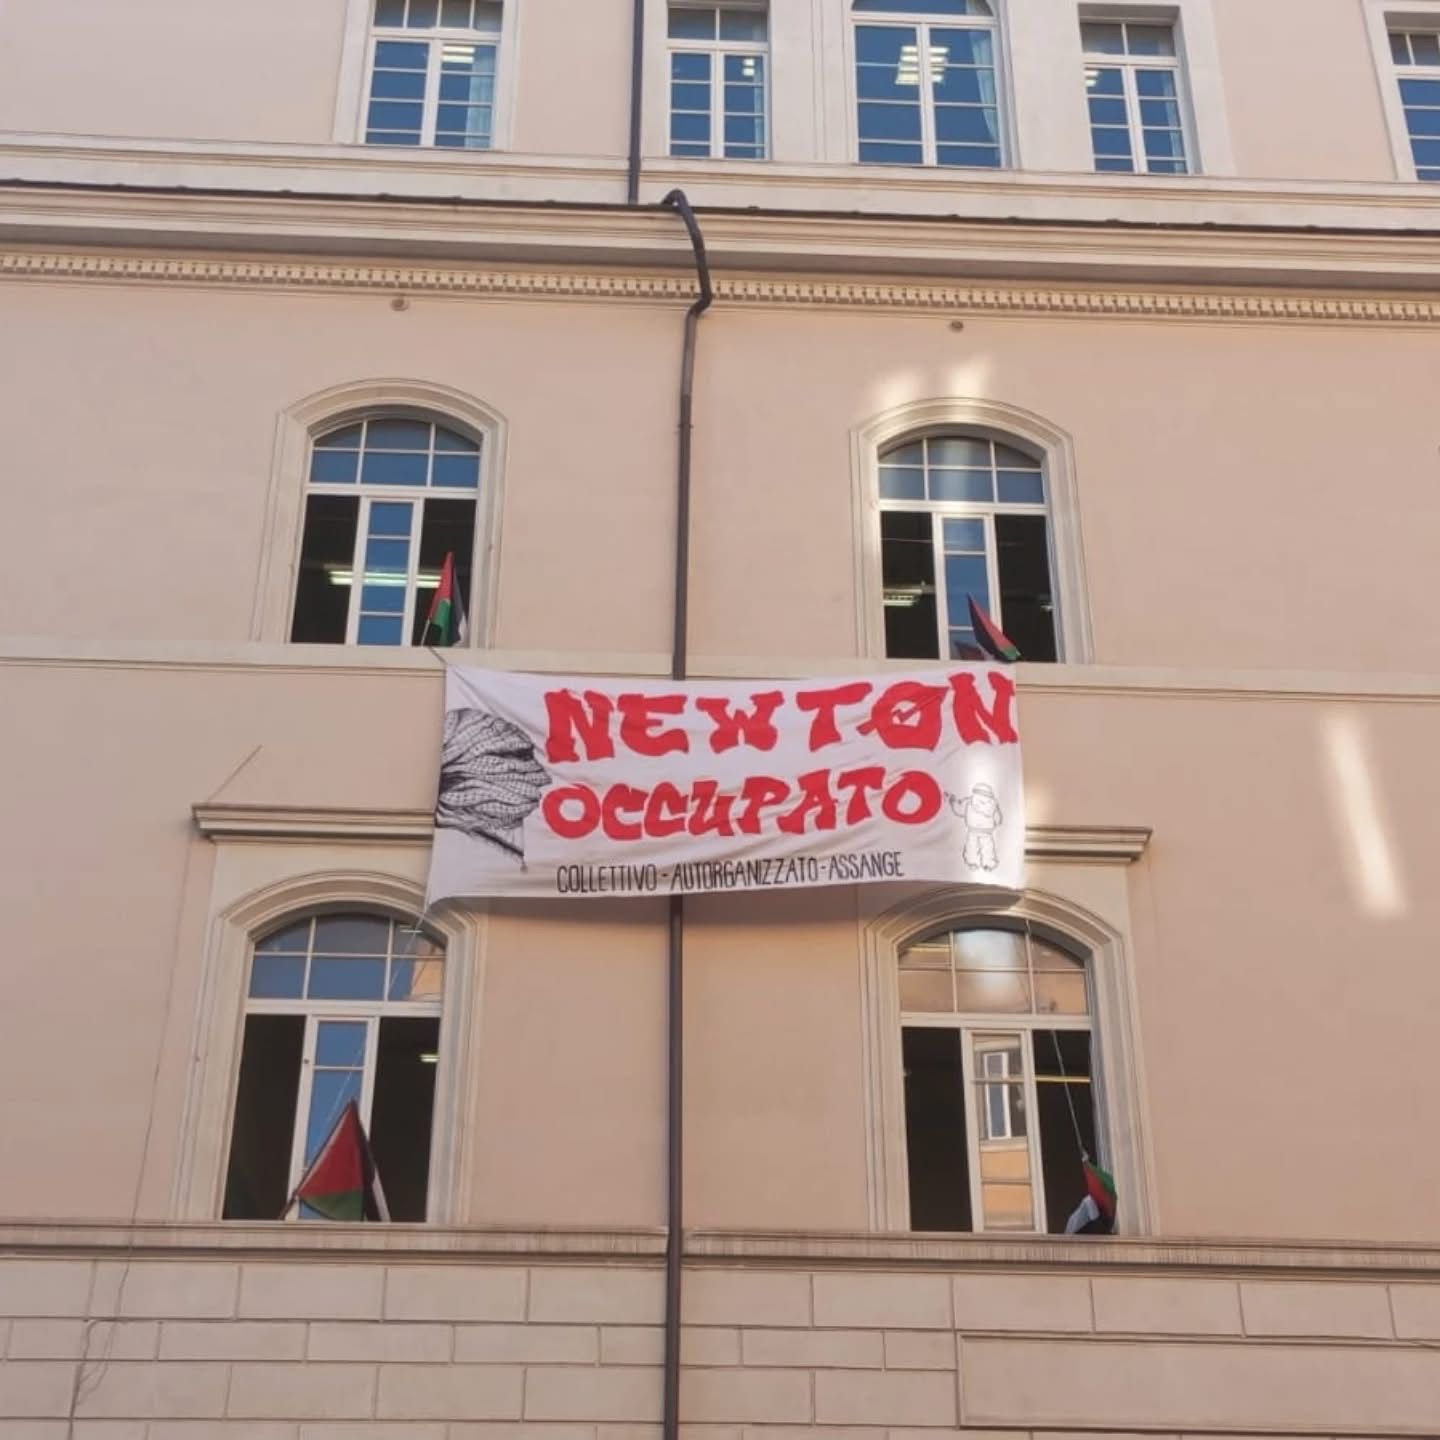 NEWTON
OCCUPATO
COLLETTIVO - AUTORGANIZZATO - ASSANGE